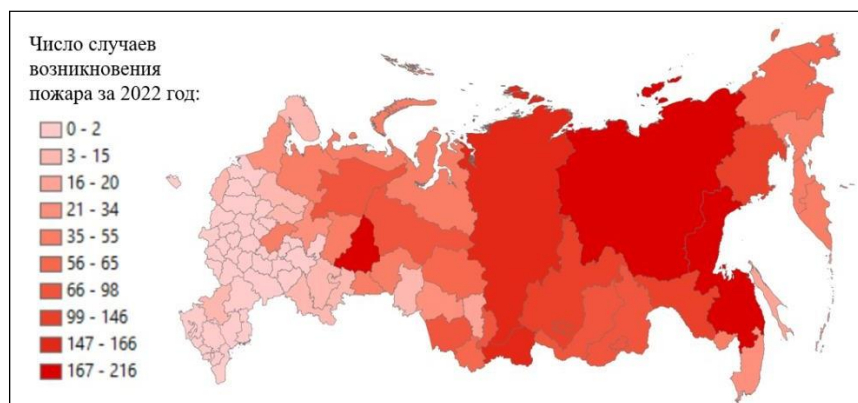 Число случаев
возникновения
пожара за 2022 год:
0 - 2
3 - 15
16 - 20
21 - 34
35 - 55
56 - 65
66 - 98
99 - 146
147 - 166
167 - 216